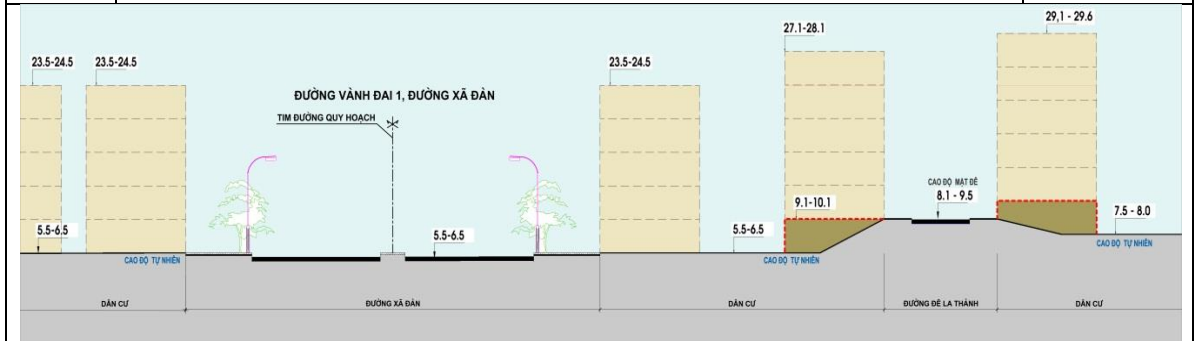 29,1 - 29.6
27.1-28.1
23.5-24.5
23.5-24.5
23.5-24.5
ĐƯỜNG VÀNH ĐAI 1, ĐƯỜNG XÃ ĐÀN
TIM ĐƯỜNG QUY HOẠCH
CAO ĐỘ MẶT ĐÊ
8.1 - 9.5
9.1-10.1
7.5 - 8.0
5.5-6.5
5.5-6.5
5.5-6.5
CAO ĐỘ TỰ NHIÊN
CAO ĐỘ TỰ NHIÊN
CAO ĐỘ TỰ NHIÊN
DÂN CƯ
ĐƯỜNG XÃ ĐÀN
DÂN CƯ
ĐƯỜNG ĐÊ LA THÀNH
DÂN CƯ